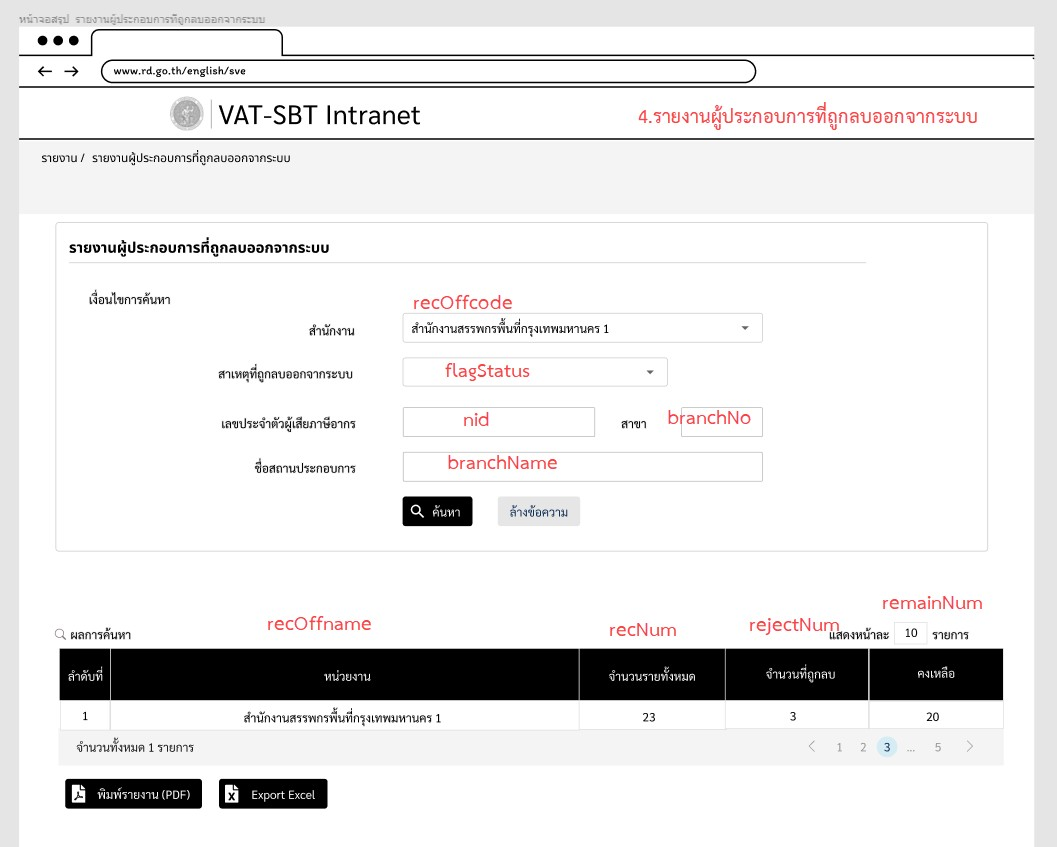 หน้าจอสรุป รายงานผู้ประกอบการที่ถูกลบออกจากระบบ
www.rd.go.th/english/sve
VAT-SBT Intranet
4.รายงานผู้ประกอบการที่ถูกลบออกจากระบบ
รายงาน / รายงานผู้ประกอบการที่ถูกลบออกจากระบบ
รายงานผู้ประกอบการที่ถูกลบออกจากระบบ
เงื่อนไขการค้นหา
recOffcode
สำนักงาน สำนักงานสรรพกรพื้นที่กรุงเทพมหานคร 1
สาเหตุที่ถูกลบออกจากระบบ flagStatus
เลขประจำตัวผู้เสียภาษีอากร nid สาขา branchNo
ชื่อสถานประกอบการ branchName
ค้นหา ล้างข้อความ
remainNum
recOffname recNum rejectNum
ผลการค้นหา แสดงหน้าละ 10 รายการ
ลำดับที่ หน่วยงาน จำนวนรายทั้งหมด จำนวนที่ถูกลบ คงเหลือ
1 สำนักงานสรรพกรพื้นที่กรุงเทพมหานคร 1 23 3 20
จำนวนทั้งหมด 1 รายการ 1 2 3 ... 5
พิมพ์รายงาน (PDF) Export Excel